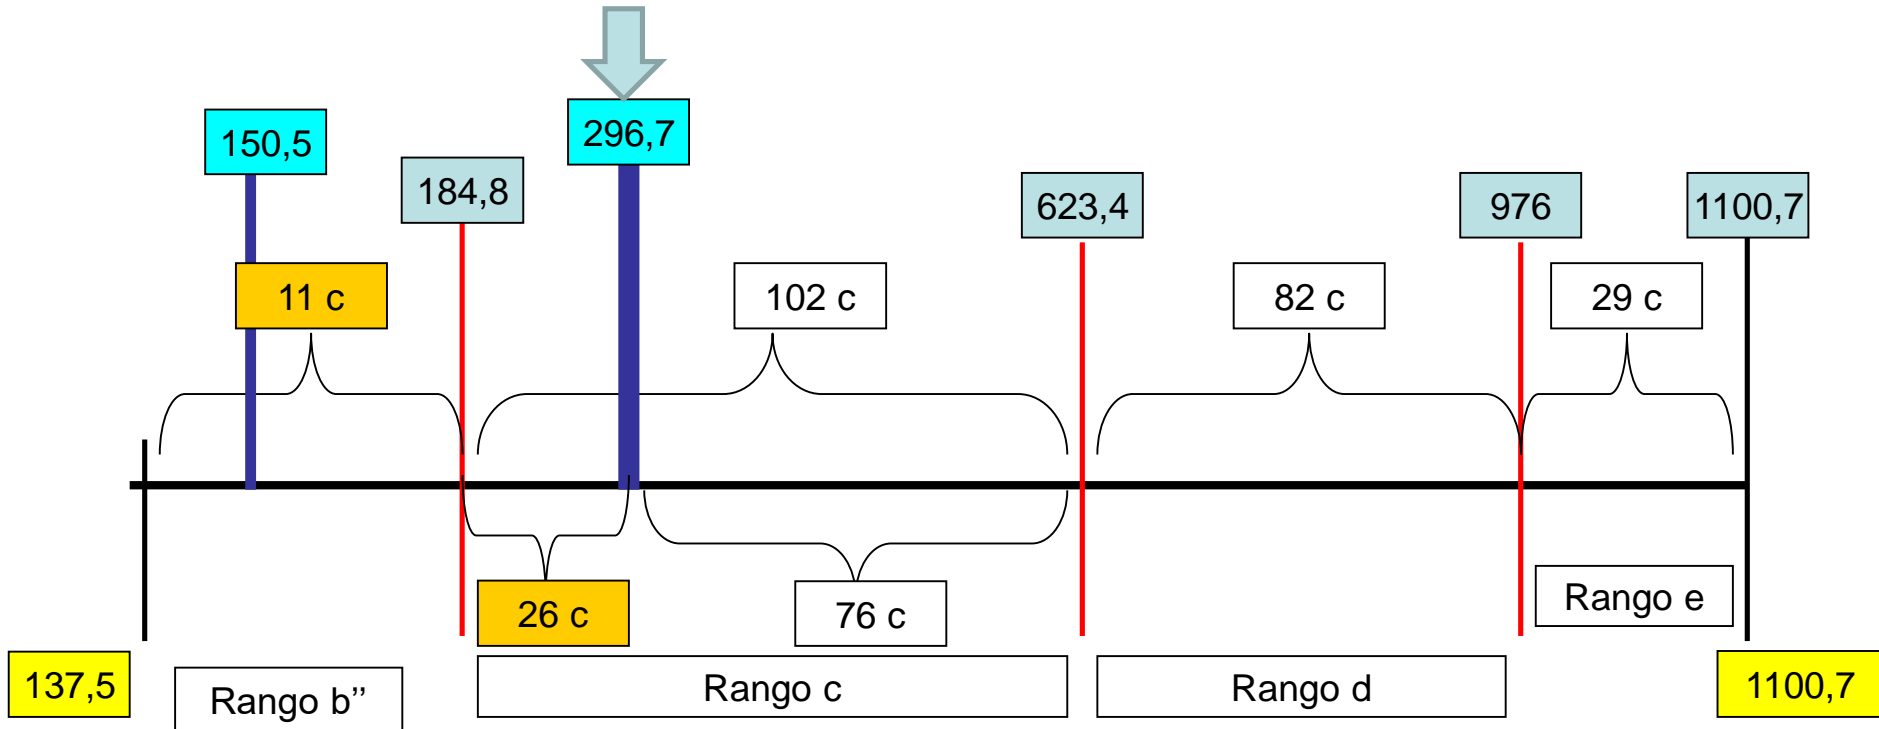 296,7
150,5
184,8
623,4
976
1100,7
11 c
102 c
82 c
29 c
26 c
76 c
Rango e
137,5
Rango b’’
Rango c
Rango d
1100,7